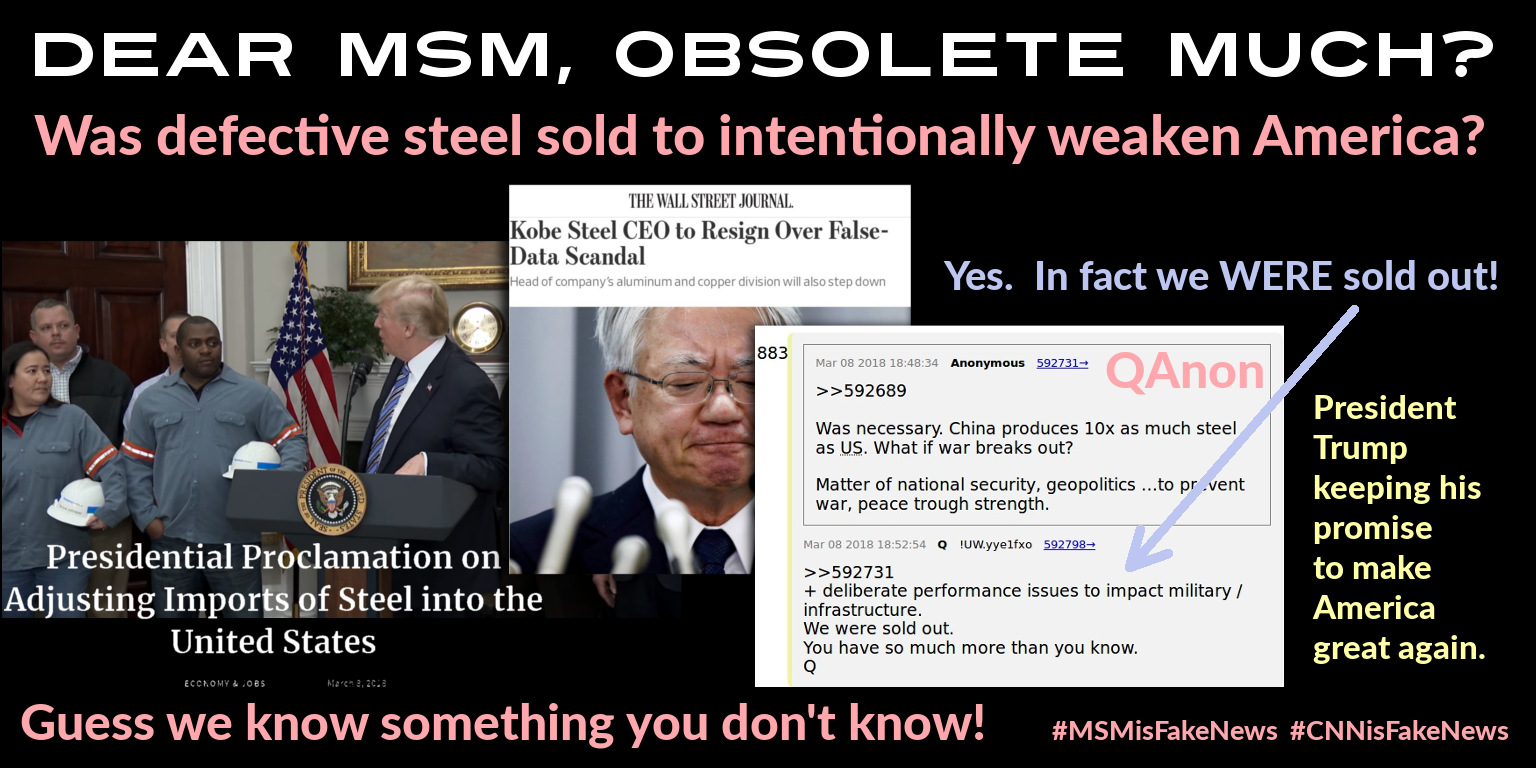 DEAR MSM, OBSOLETE MUCH?
Was defective steel sold to intentionally weaken America?
THE WALL STREET JOURNAL.
Kobe Steel CEO to Resign Over False-
Data Scandal
Head of company's aluminum and copper division will also step down
Yes. In fact we WERE sold out!
883
Mar 08 2018 18:48:34 Anonymous 592731→
QAnon
>>592689
Was necessary. China produces 10x as much steel
as US. What if war breaks out?
Matter of national security, geopolitics ...to prevent
war, peace trough strength.
Mar 08 2018 18:52:54 Q !UW.yye1fxo 592798→
>>592731
+ deliberate performance issues to impact military /
infrastructure.
We were sold out.
You have so much more than you know.
Q
President
Trump
keeping his
promise
to make
America
great again.
PRESIDENT OF THE UNITED STATES
Presidential Proclamation on
Adjusting Imports of Steel into the
United States
ECONOMY & JOBS
March 8, 2018
Guess we know something you don't know!
#MSMisFakeNews #CNNisFakeNews